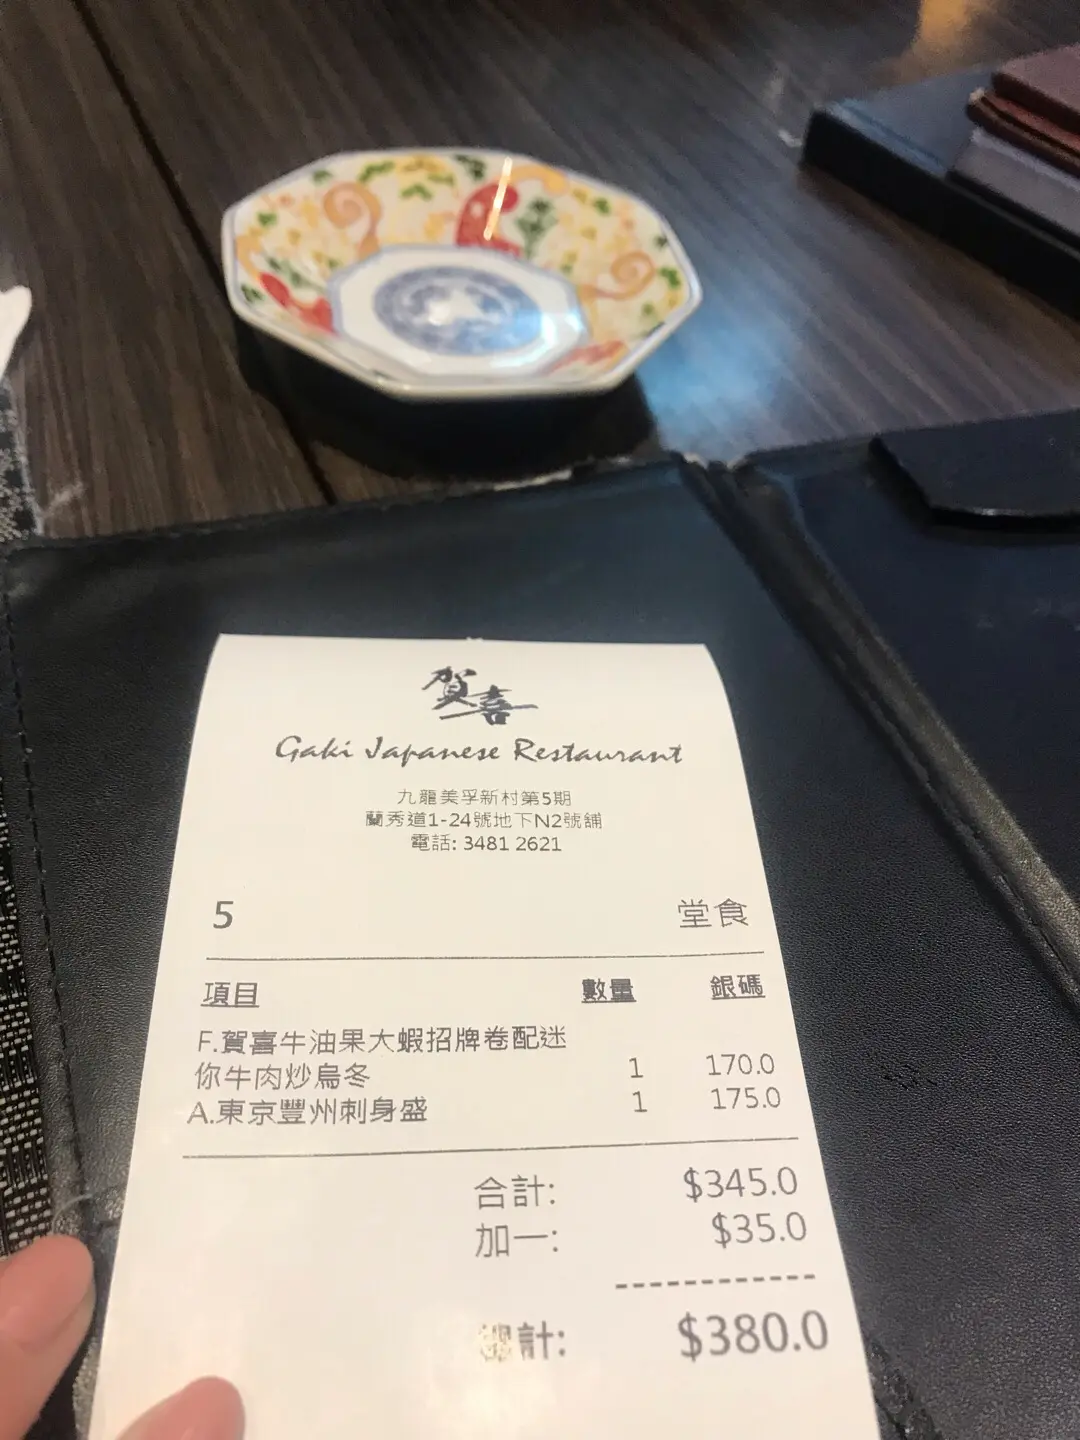 賀喜
Gaki Japanese Restaurant
九龍美孚新村第5期
蘭秀道1-24號地下N2號舖
電話: 3481 2621
5 堂食
項目 數量 銀碼
F.賀喜牛油果大蝦招牌卷配迷
你牛肉炒烏冬 1 170.0
A.東京豐州刺身盛 1 175.0
合計: $345.0
加一: $35.0
總計: $380.0